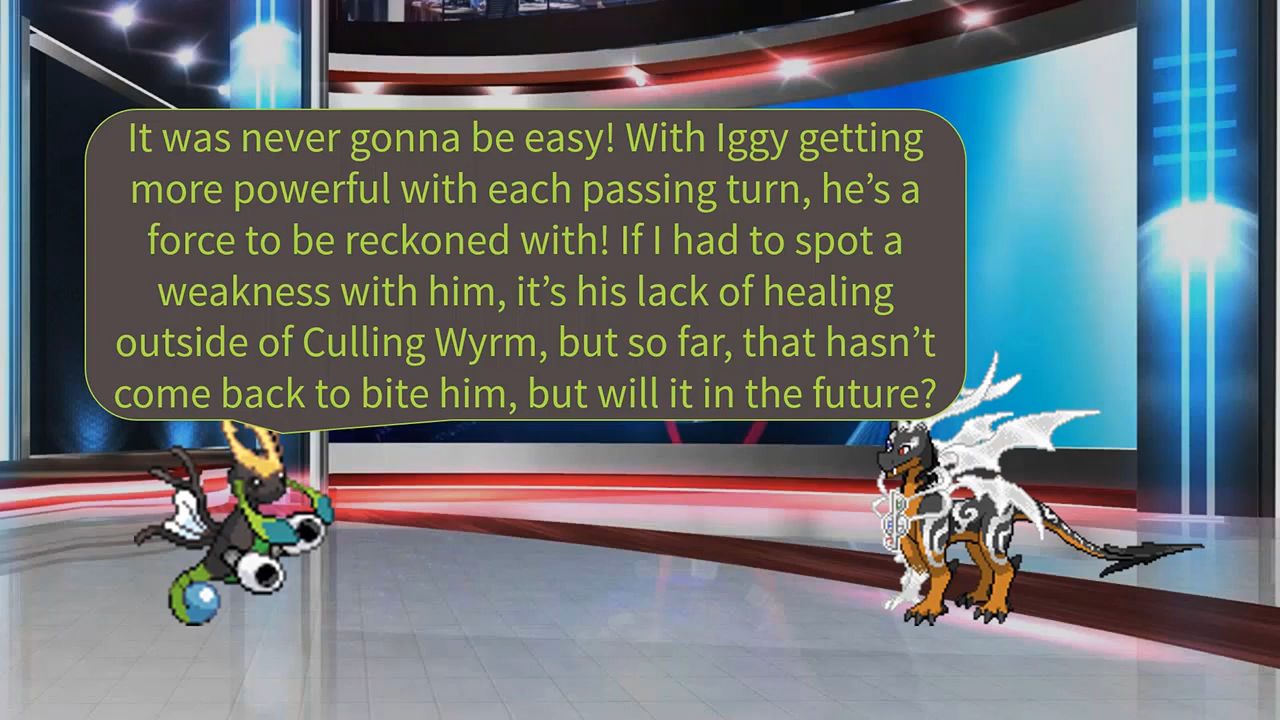 It was never gonna be easy! With Iggy getting
more powerful with each passing turn, he’s a
force to be reckoned with! If I had to spot a
weakness with him, it’s his lack of healing
outside of Culling Wyrm, but so far, that hasn’t
come back to bite him, but will it in the future?